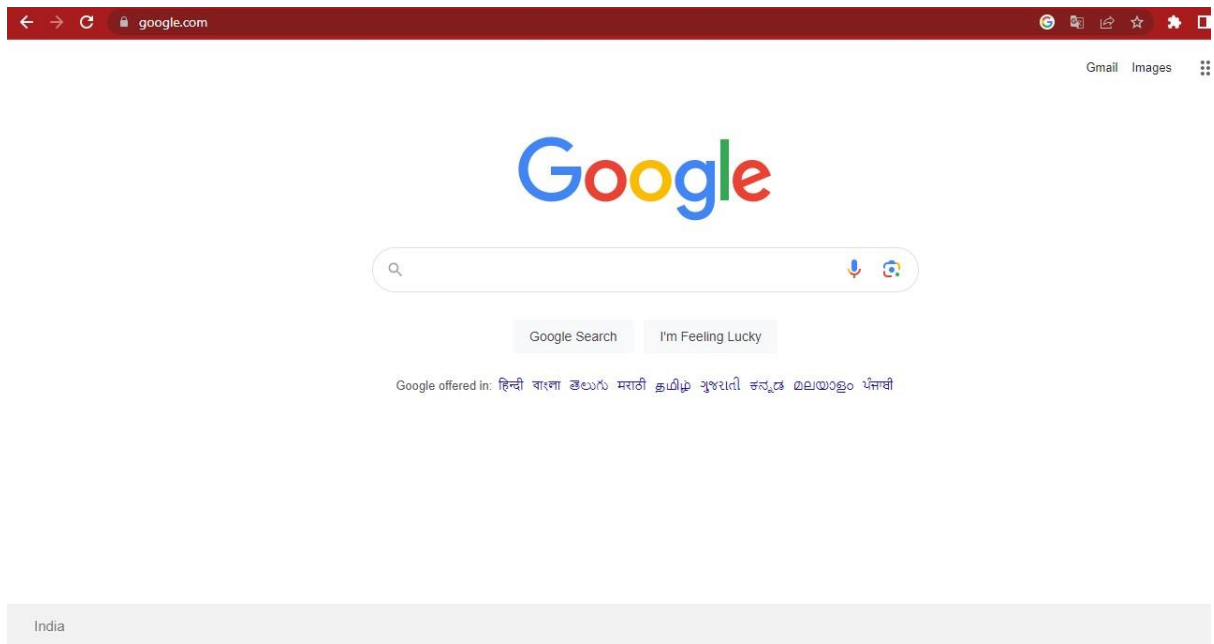 google.com
Gmail Images
Google
Google Search I'm Feeling Lucky
Google offered in: हिन्दी বাংলা తెలుగు मराठी தமிழ் ગુજરાતી ಕನ್ನಡ മലയാളം ਪੰਜਾਬੀ
India